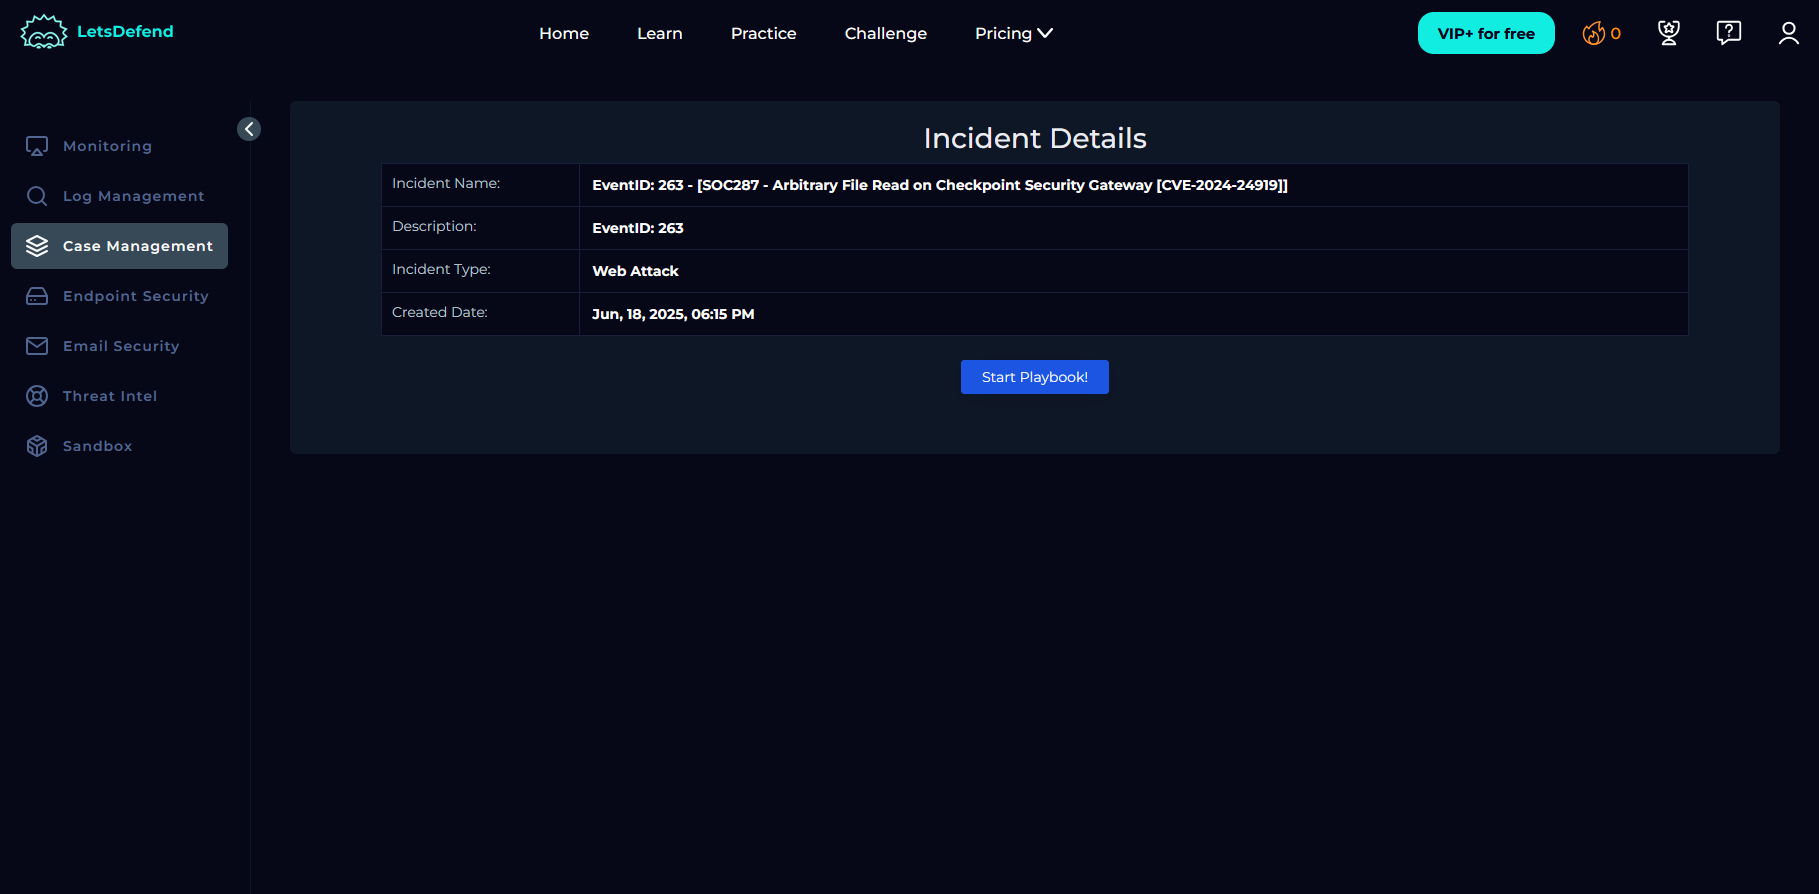 LetsDefend
Home Learn Practice Challenge Pricing
VIP+ for free
0
Monitoring
Log Management
Case Management
Endpoint Security
Email Security
Threat Intel
Sandbox
Incident Details
Incident Name: EventID: 263 - [SOC287 - Arbitrary File Read on Checkpoint Security Gateway [CVE-2024-24919]]
Description: EventID: 263
Incident Type: Web Attack
Created Date: Jun, 18, 2025, 06:15 PM
Start Playbook!